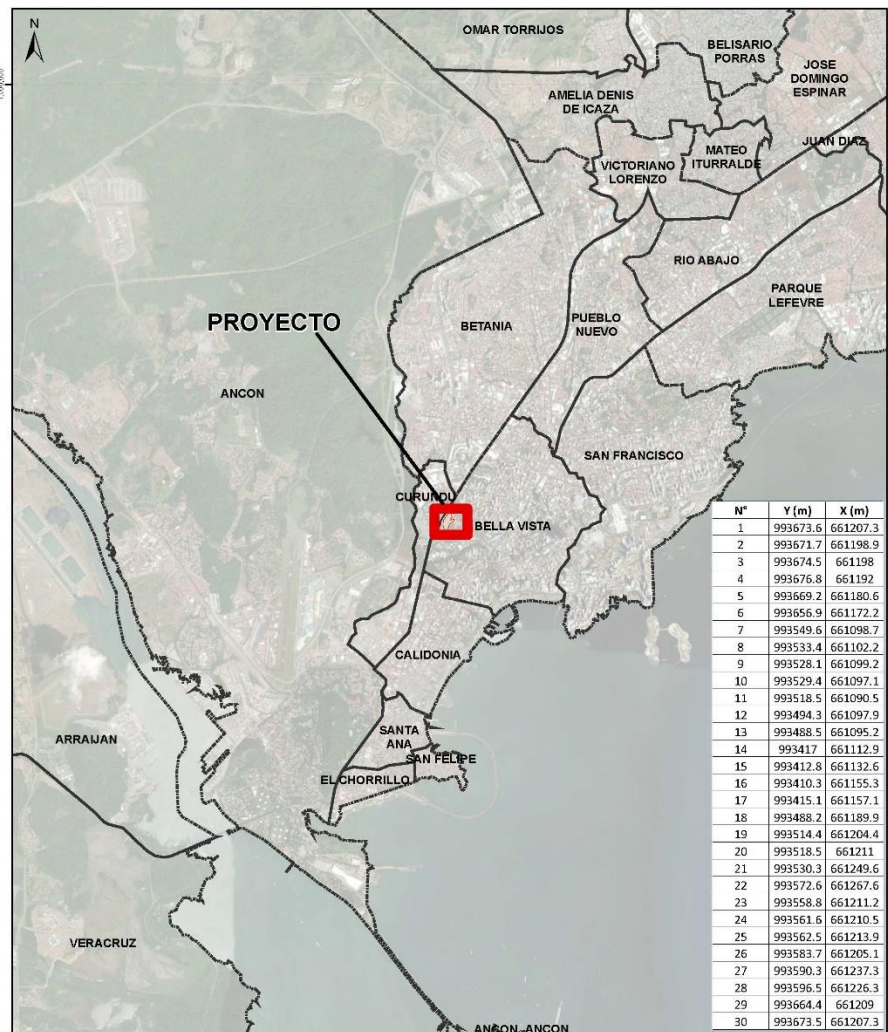 N
OMAR TORRIJOS
BELISARIO
PORRAS
JOSE
DOMINGO
ESPINAR
AMELIA DENIS
DE ICAZA
JUAN DIAZ
MATEO
ITURRALDE
VICTORIANO
LORENZO
RIO ABAJO
PARQUE
LEFEVRE
PROYECTO
BETANIA
PUEBLO
NUEVO
ANCON
SAN FRANCISCO
CURUNDU
BELLA VISTA
CALIDONIA
SANTA
ANA
SAN FELIPE
EL CHORRILLO
ARRAIJAN
VERACRUZ
ANCON ANCON
N° Y (m) X (m)
1 993673.6 661207.3
2 993671.7 661198.9
3 993674.5 661198
4 993676.8 661192
5 993669.2 661180.6
6 993656.9 661172.2
7 993549.6 661098.7
8 993533.4 661102.2
9 993528.1 661099.2
10 993529.4 661097.1
11 993518.5 661090.5
12 993494.3 661097.9
13 993488.5 661095.2
14 993417 661112.9
15 993412.8 661132.6
16 993410.3 661155.3
17 993415.1 661157.1
18 993488.2 661189.9
19 993514.4 661204.4
20 993518.5 661211
21 993530.3 661249.6
22 993572.6 661267.6
23 993558.8 661211.2
24 993561.6 661210.5
25 993562.5 661213.9
26 993583.7 661205.1
27 993590.3 661237.3
28 993596.5 661226.3
29 993664.4 661209
30 993673.5 661207.3